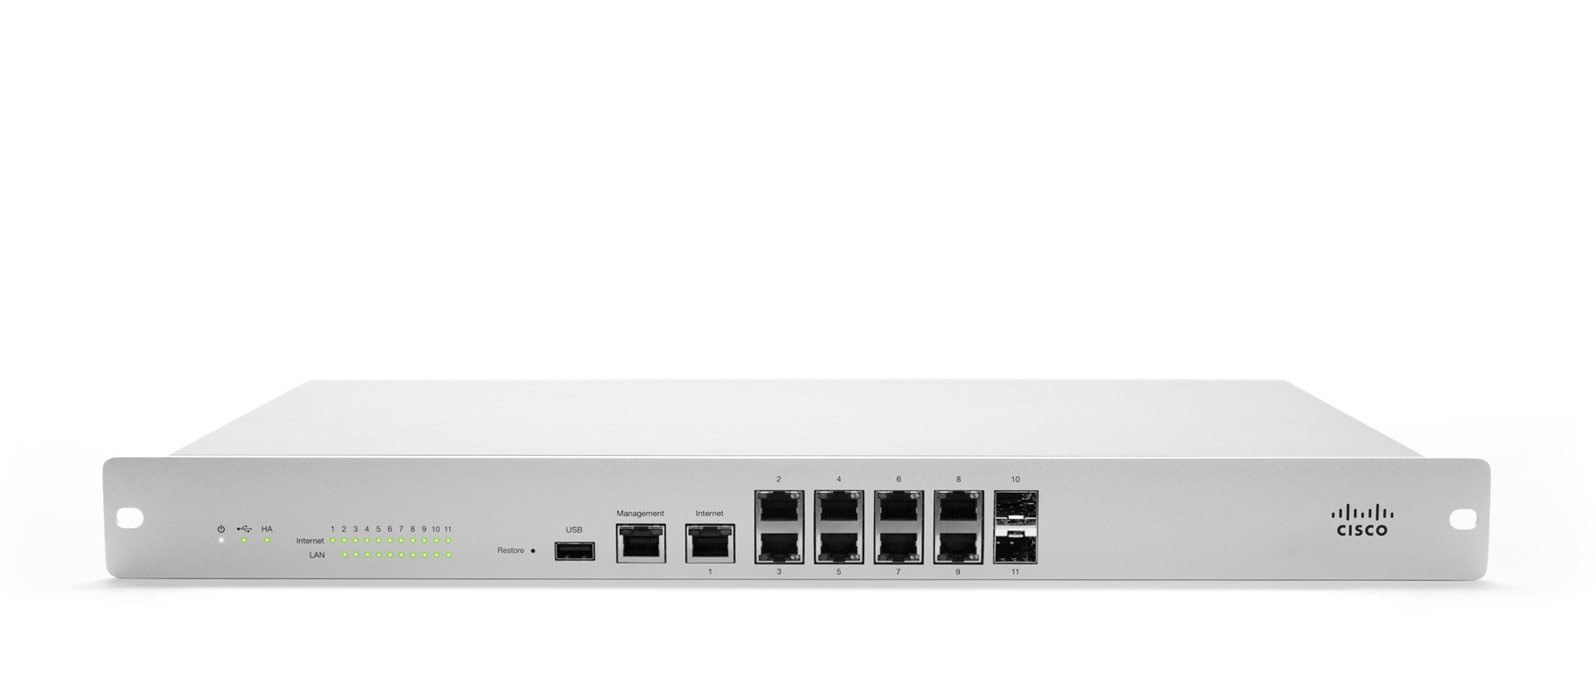 2 4 6 8 10
Management Internet
HA
1 2 3 4 5 6 7 8 9 10 11
USB
Internet
LAN
Restore
CISCO
1 3 5 7 9 11